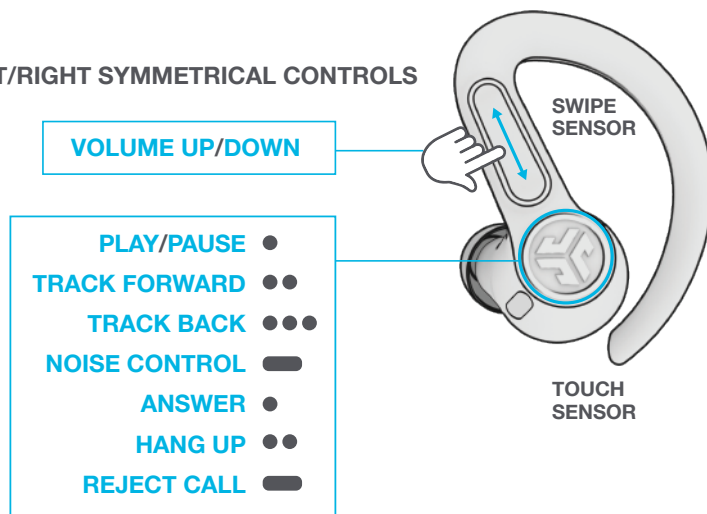 T/RIGHT SYMMETRICAL CONTROLS
SWIPE
SENSOR
VOLUME UP/DOWN
PLAY/PAUSE
TRACK FORWARD
TRACK BACK
NOISE CONTROL
ANSWER
HANG UP
REJECT CALL
TOUCH
SENSOR